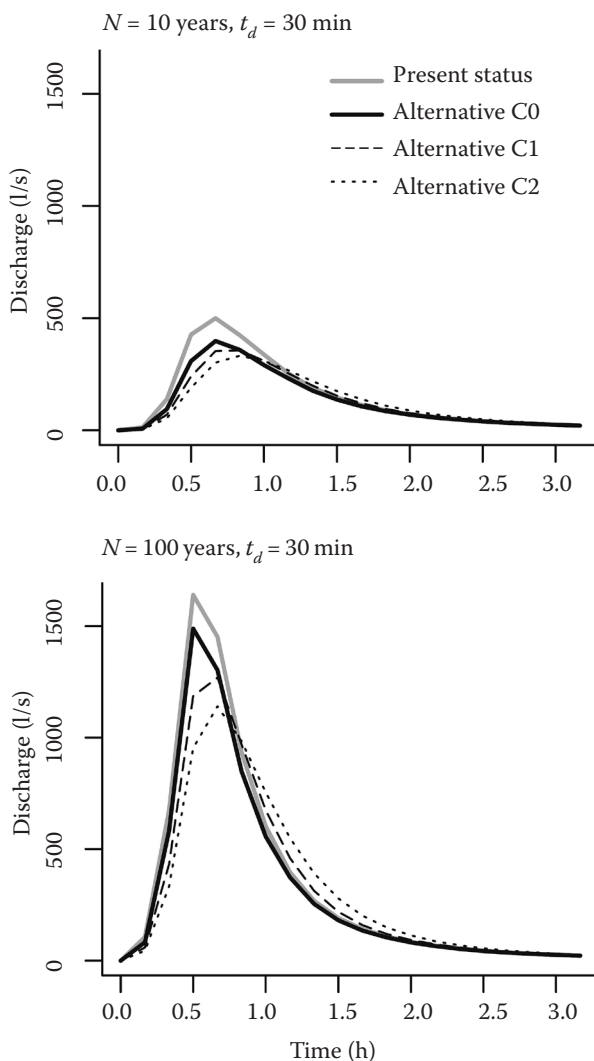 N = 10 years, t_d = 30 min
Present status
Alternative C0
Alternative C1
Alternative C2
Discharge (l/s)
1500
1000
500
0
0.0 0.5 1.0 1.5 2.0 2.5 3.0
N = 100 years, t_d = 30 min
Discharge (l/s)
1500
1000
500
0
0.0 0.5 1.0 1.5 2.0 2.5 3.0
Time (h)